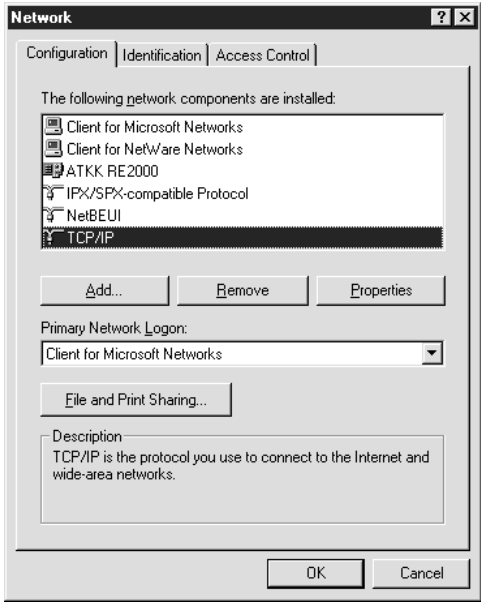 Network
Configuration Identification Access Control
The following network components are installed:
Client for Microsoft Networks
Client for NetWare Networks
ATKK RE2000
IPX/SPX-compatible Protocol
NetBEUI
TCP/IP
Add... Remove Properties
Primary Network Logon:
Client for Microsoft Networks
File and Print Sharing...
Description
TCP/IP is the protocol you use to connect to the Internet and
wide-area networks.
OK Cancel